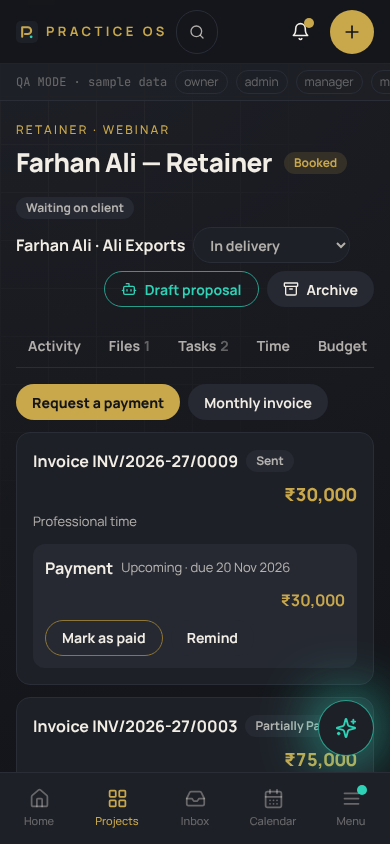 PRACTICE OS
QA MODE · sample data owner admin manager
RETAINER · WEBINAR
Farhan Ali — Retainer Booked
Waiting on client
Farhan Ali · Ali Exports In delivery
Draft proposal Archive
Activity Files 1 Tasks 2 Time Budget
Request a payment Monthly invoice
Invoice INV/2026-27/0009 Sent
₹30,000
Professional time
Payment Upcoming · due 20 Nov 2026
₹30,000
Mark as paid Remind
Invoice INV/2026-27/0003 Partially
₹75,000
Home Projects Inbox Calendar Menu